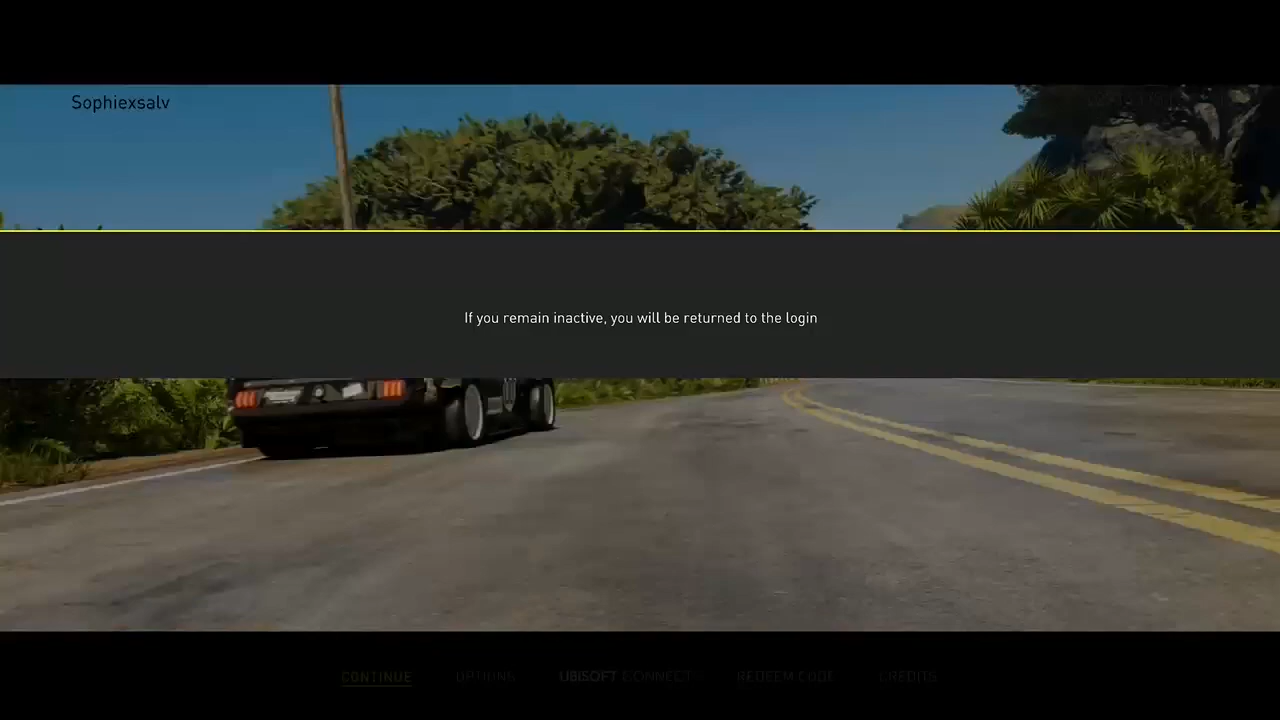 Sophiexsalv
If you remain inactive, you will be returned to the login
CONTINUE OPTIONS UBISOFT CONNECT REDEEM CODE CREDITS